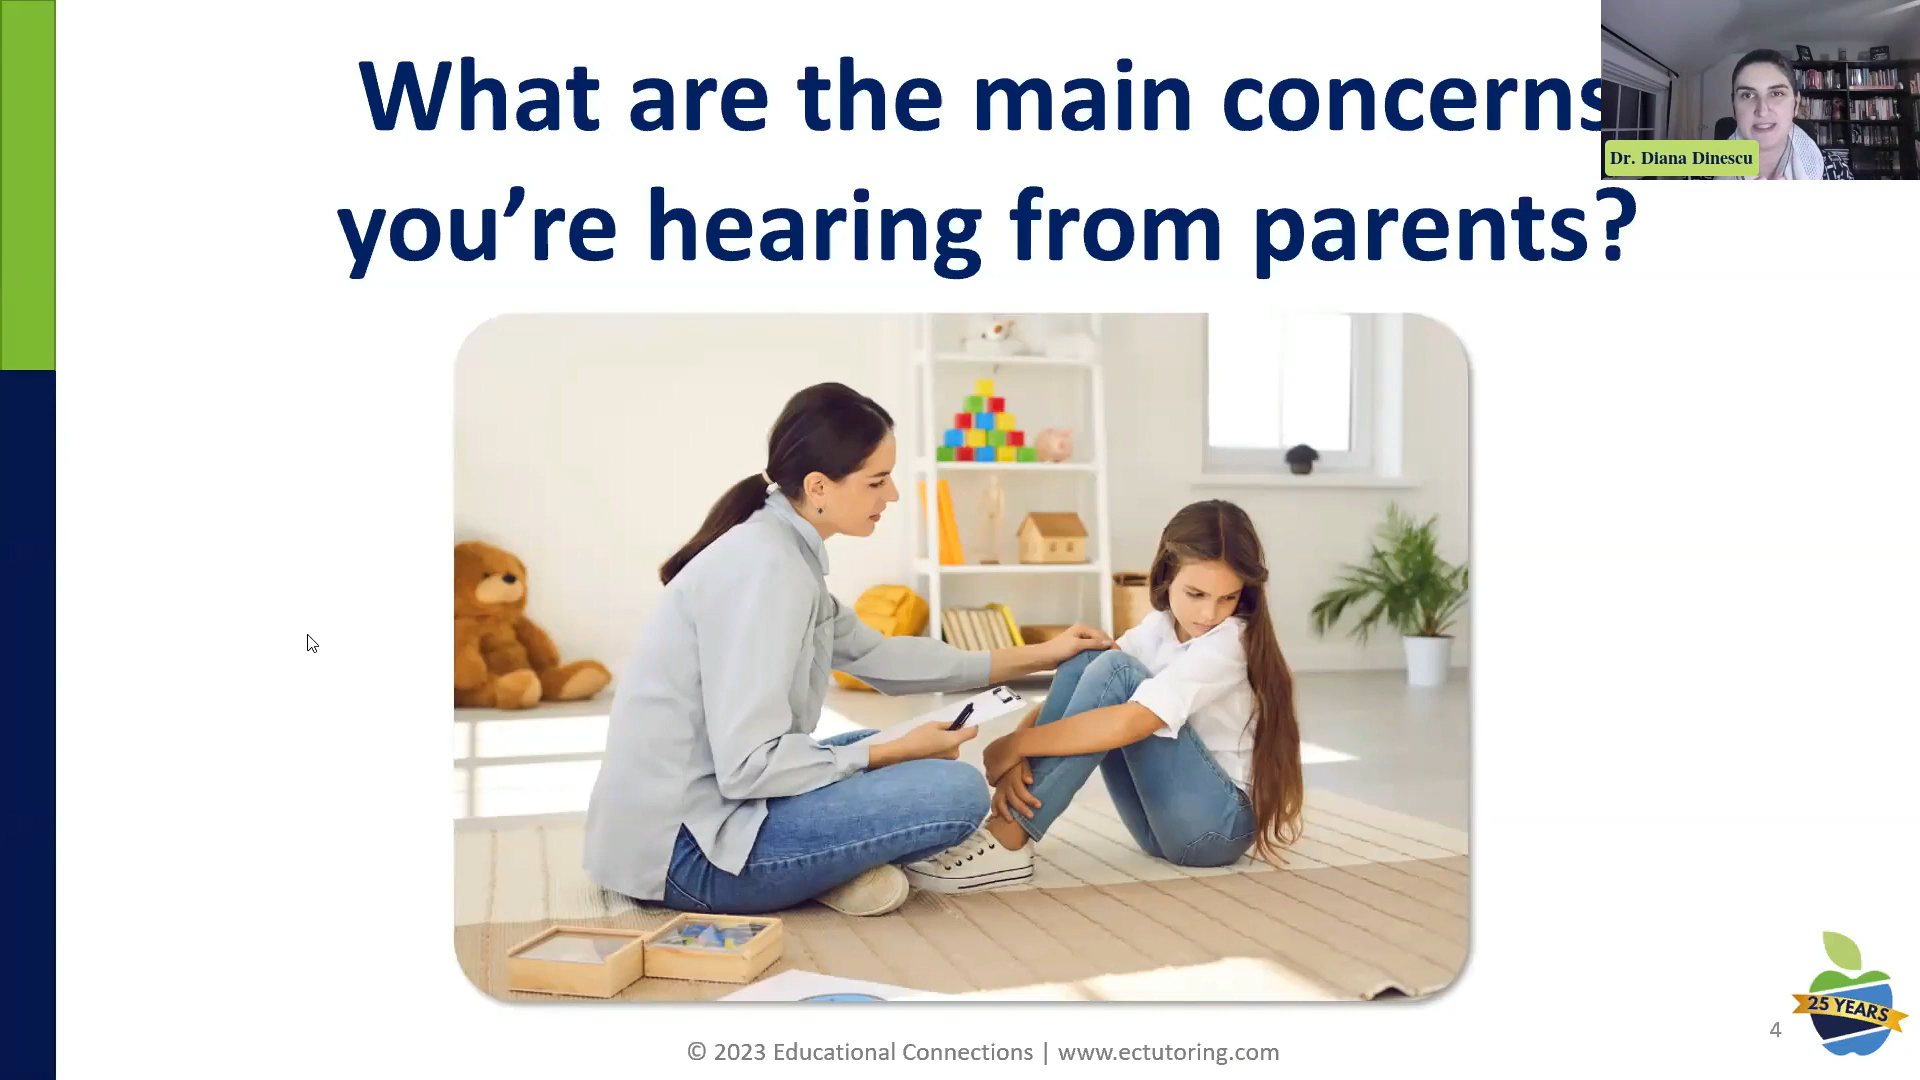 What are the main concerns
you’re hearing from parents?
Dr. Diana Dinescu
25 YEARS
4
© 2023 Educational Connections | www.ectutoring.com